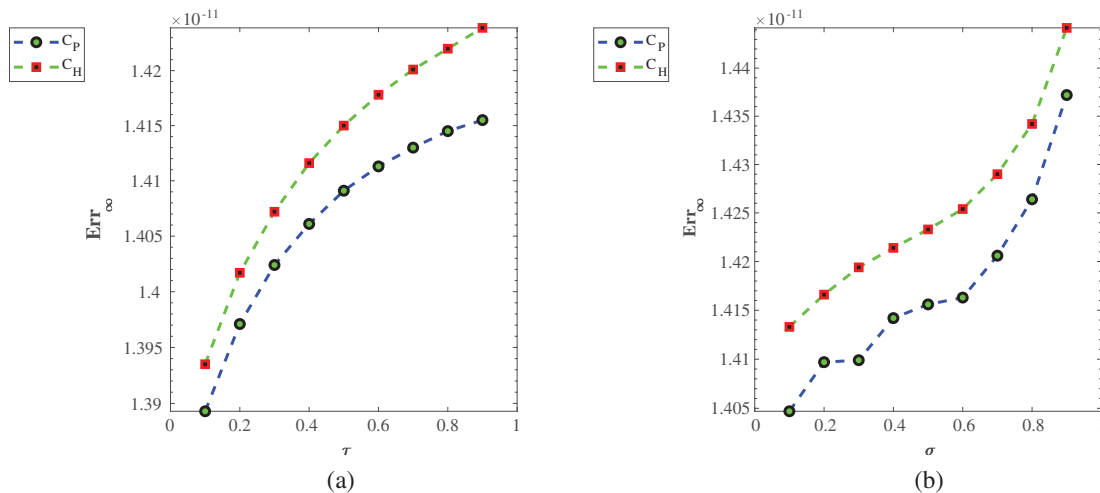 ×10⁻¹¹
C_P
C_H
1.42
1.415
1.41
1.405
1.4
1.395
1.39
Err_∞
0 0.2 0.4 0.6 0.8 1
τ
(a)
×10⁻¹¹
C_P
C_H
1.44
1.435
1.43
1.425
1.42
1.415
1.41
1.405
Err_∞
0 0.2 0.4 0.6 0.8
σ
(b)